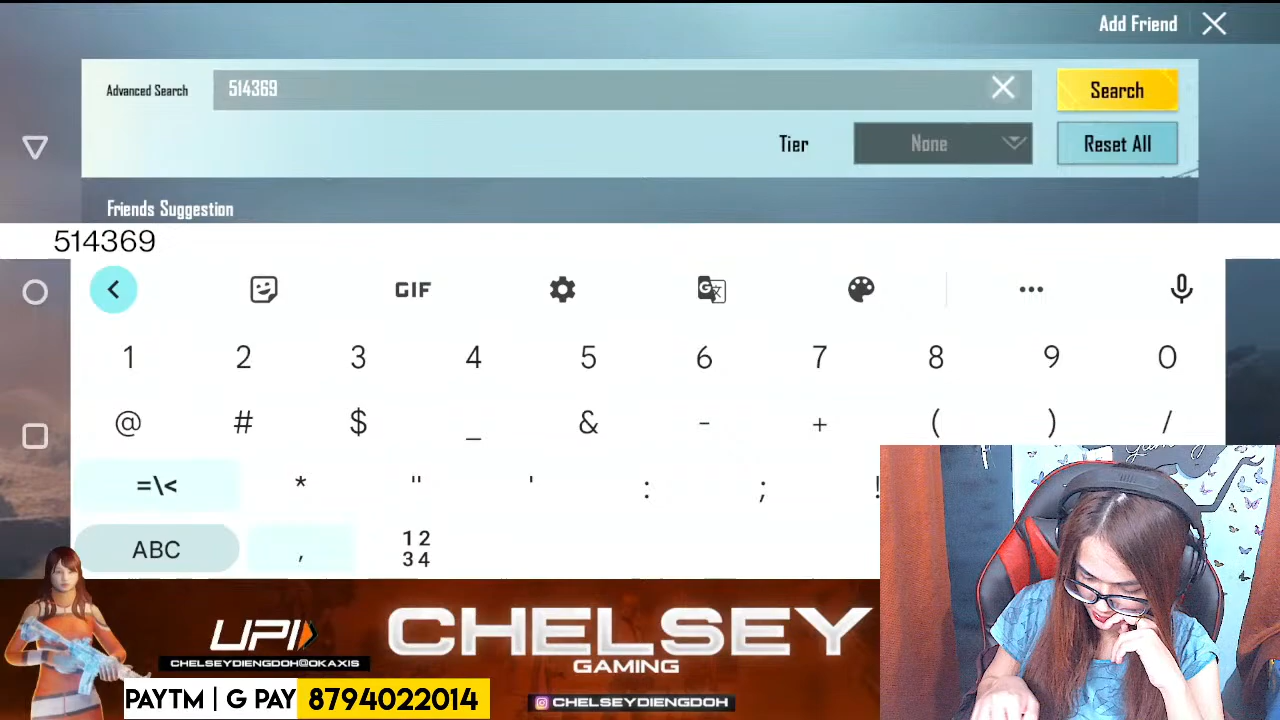 Add Friend
Advanced Search 514369 Search
Tier None Reset All
Friends Suggestion
514369
GIF
1 2 3 4 5 6 7 8 9 0
@ # $ _ & - + ( ) /
=\< * " ' : ; !
ABC , 12
34
UPI
CHELSEYDIENGDOH@OKAXIS
PAYTM | G PAY 8794022014
CHELSEY
GAMING
CHELSEYDIENGDOH